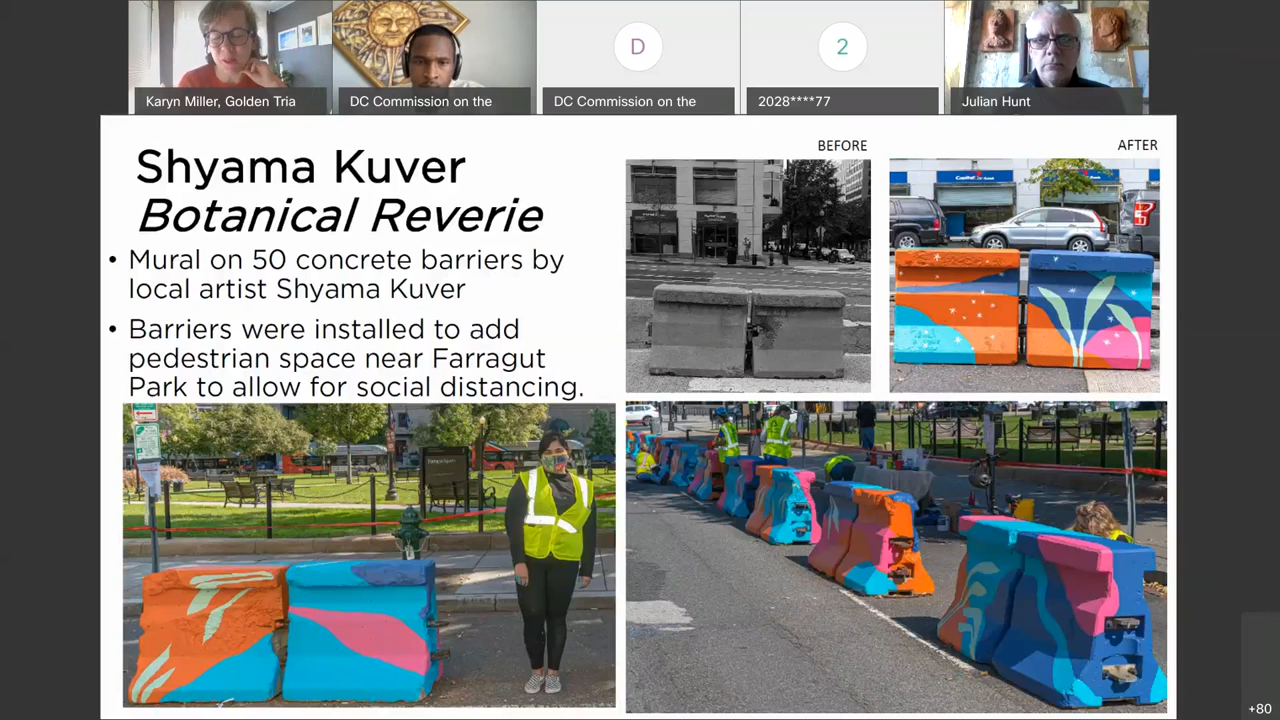 D
2
Karyn Miller, Golden Tria
DC Commission on the
DC Commission on the
2028****77
Julian Hunt
Shyama Kuver
Botanical Reverie
• Mural on 50 concrete barriers by
local artist Shyama Kuver
• Barriers were installed to add
pedestrian space near Farragut
Park to allow for social distancing.
BEFORE
AFTER
+80